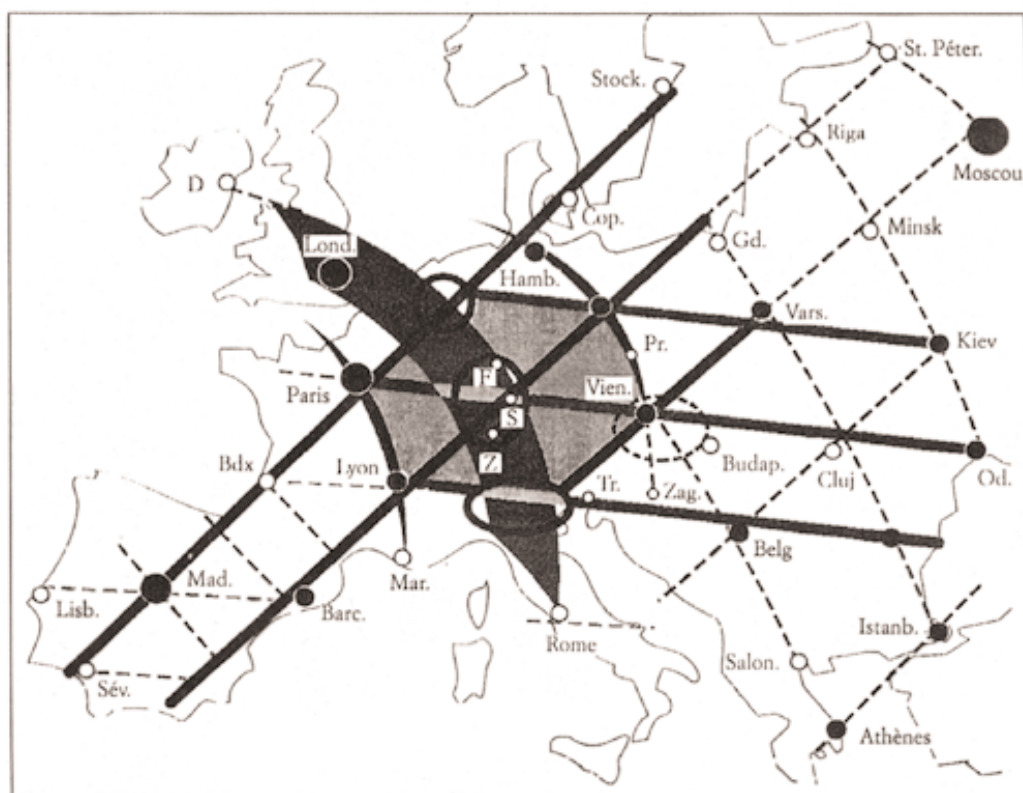 St. Péter.
Stock.
Riga
Moscou
D
Cop.
Minsk
Gd.
Lond.
Hamb.
Vars.
Kiev
Pr.
F
Paris
Vien.
S
Budap.
Z
Bdx
Lyon
Tr.
Zag.
Cluj
Od.
Belg
Mar.
Mad.
Lisb.
Barc.
Rome
Istanb.
Salon.
Sév.
Athènes